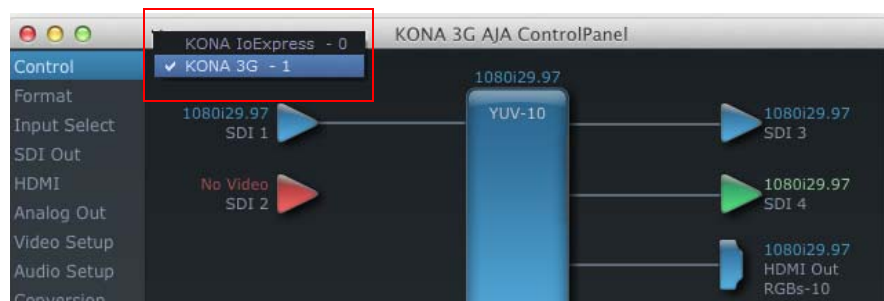 KONA 3G AJA ControlPanel
KONA IoExpress - 0
✔ KONA 3G - 1
Control
Format
Input Select
SDI Out
HDMI
Analog Out
Video Setup
Audio Setup
Conversion
1080i29.97
SDI 1
No Video
SDI 2
1080i29.97
YUV-10
1080i29.97
SDI 3
1080i29.97
SDI 4
1080i29.97
HDMI Out
RGBs-10